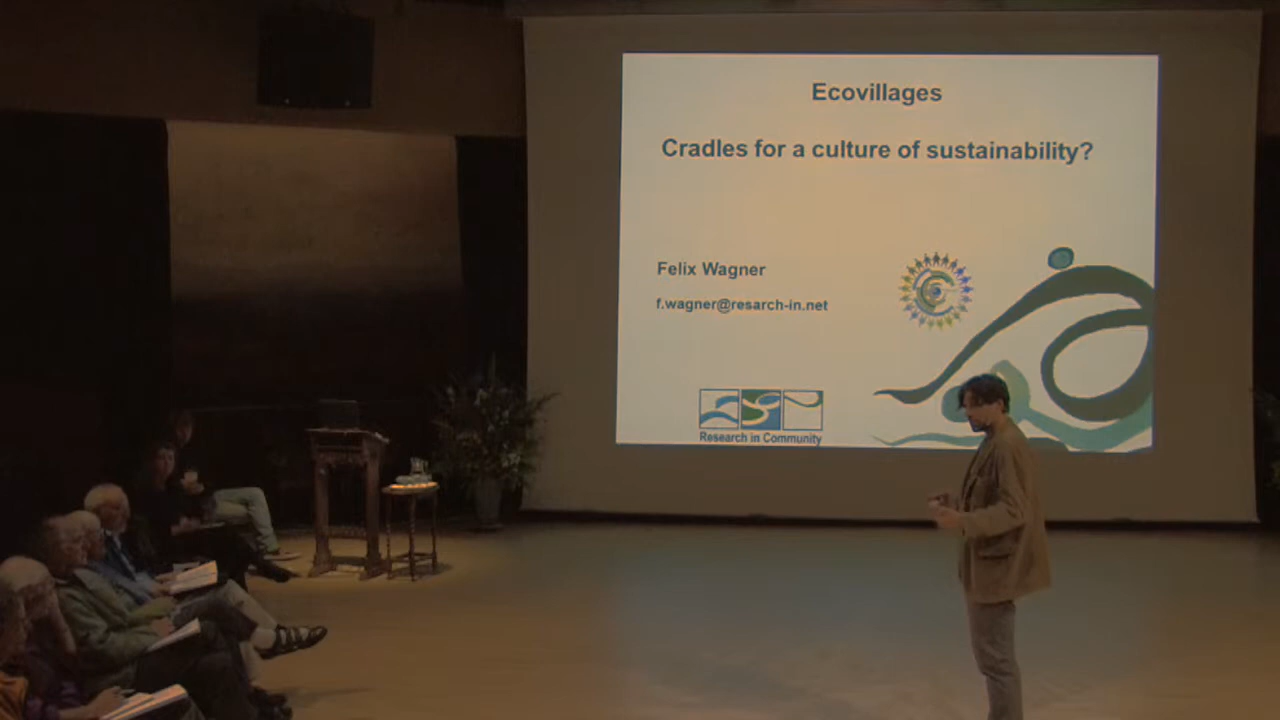 Ecovillages
Cradles for a culture of sustainability?
Felix Wagner
f.wagner@resarch-in.net
Research in Community